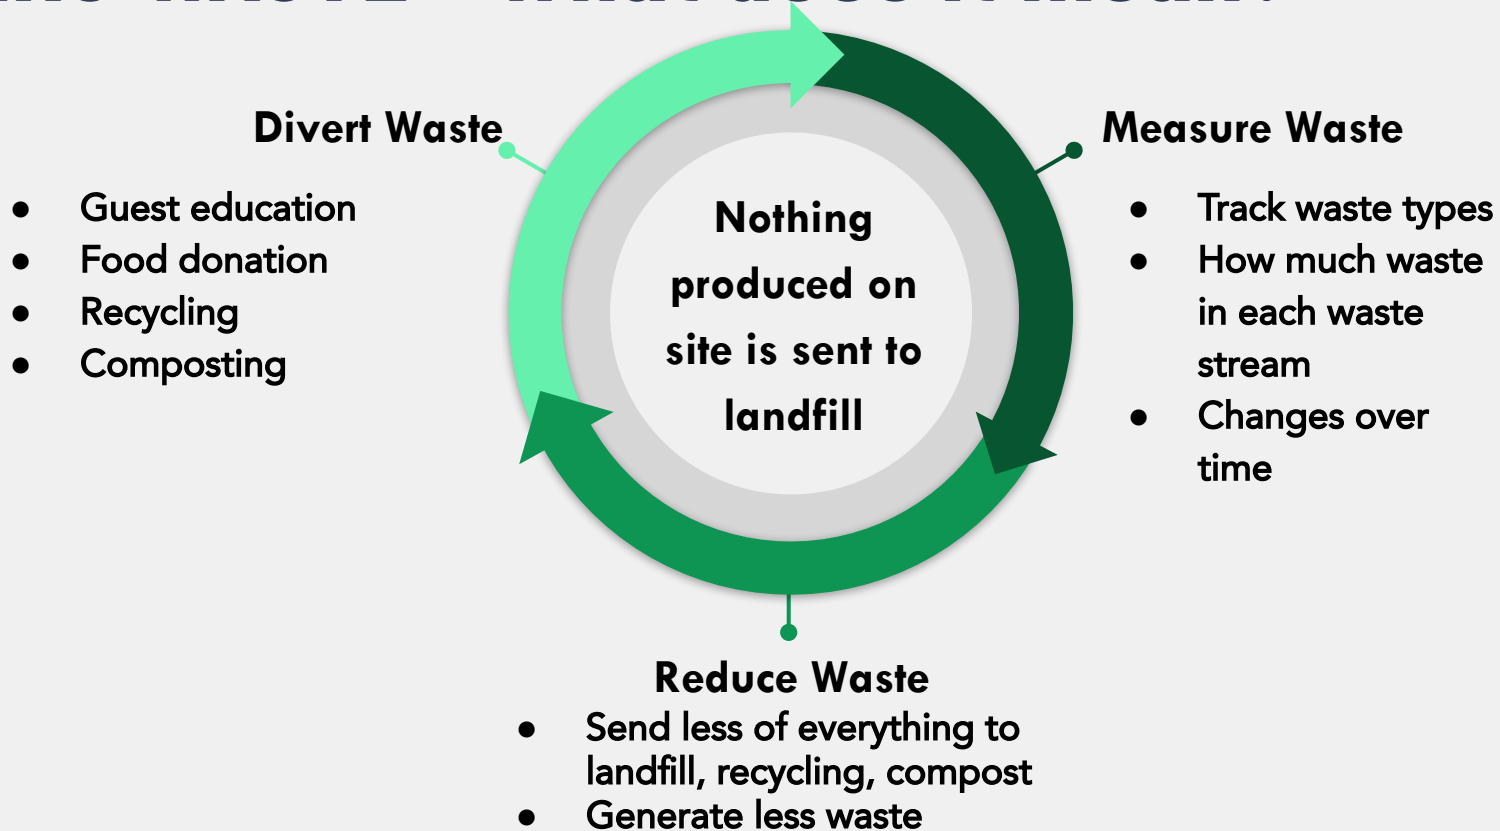 Divert Waste
● Guest education
● Food donation
● Recycling
● Composting
Nothing
produced on
site is sent to
landfill
Measure Waste
● Track waste types
● How much waste
in each waste
stream
● Changes over
time
Reduce Waste
● Send less of everything to
landfill, recycling, compost
● Generate less waste